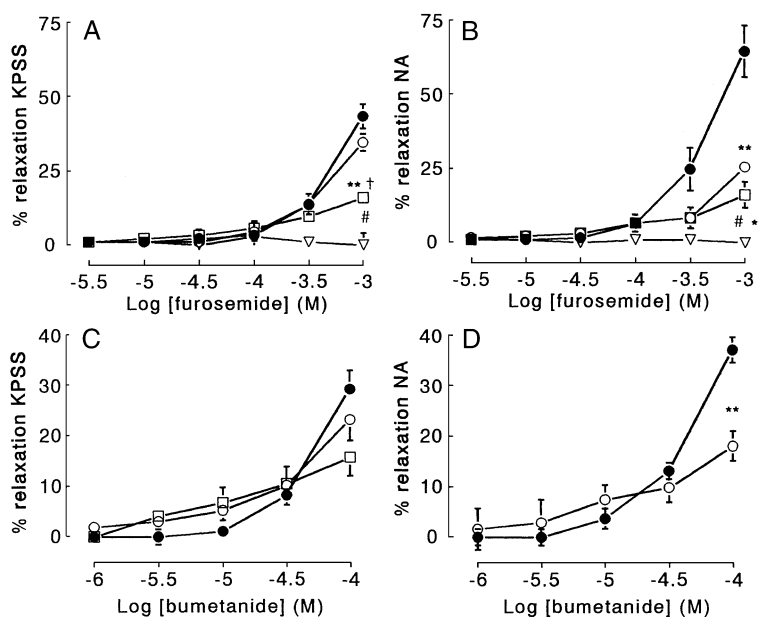 A
% relaxation KPSS
75
50
25
0
** †
#
-5.5 -5 -4.5 -4 -3.5 -3
Log [furosemide] (M)
B
% relaxation NA
75
50
25
0
**
# *
-5.5 -5 -4.5 -4 -3.5 -3
Log [furosemide] (M)
C
% relaxation KPSS
40
30
20
10
0
-6 -5.5 -5 -4.5 -4
Log [bumetanide] (M)
D
% relaxation NA
40
30
20
10
0
**
-6 -5.5 -5 -4.5 -4
Log [bumetanide] (M)